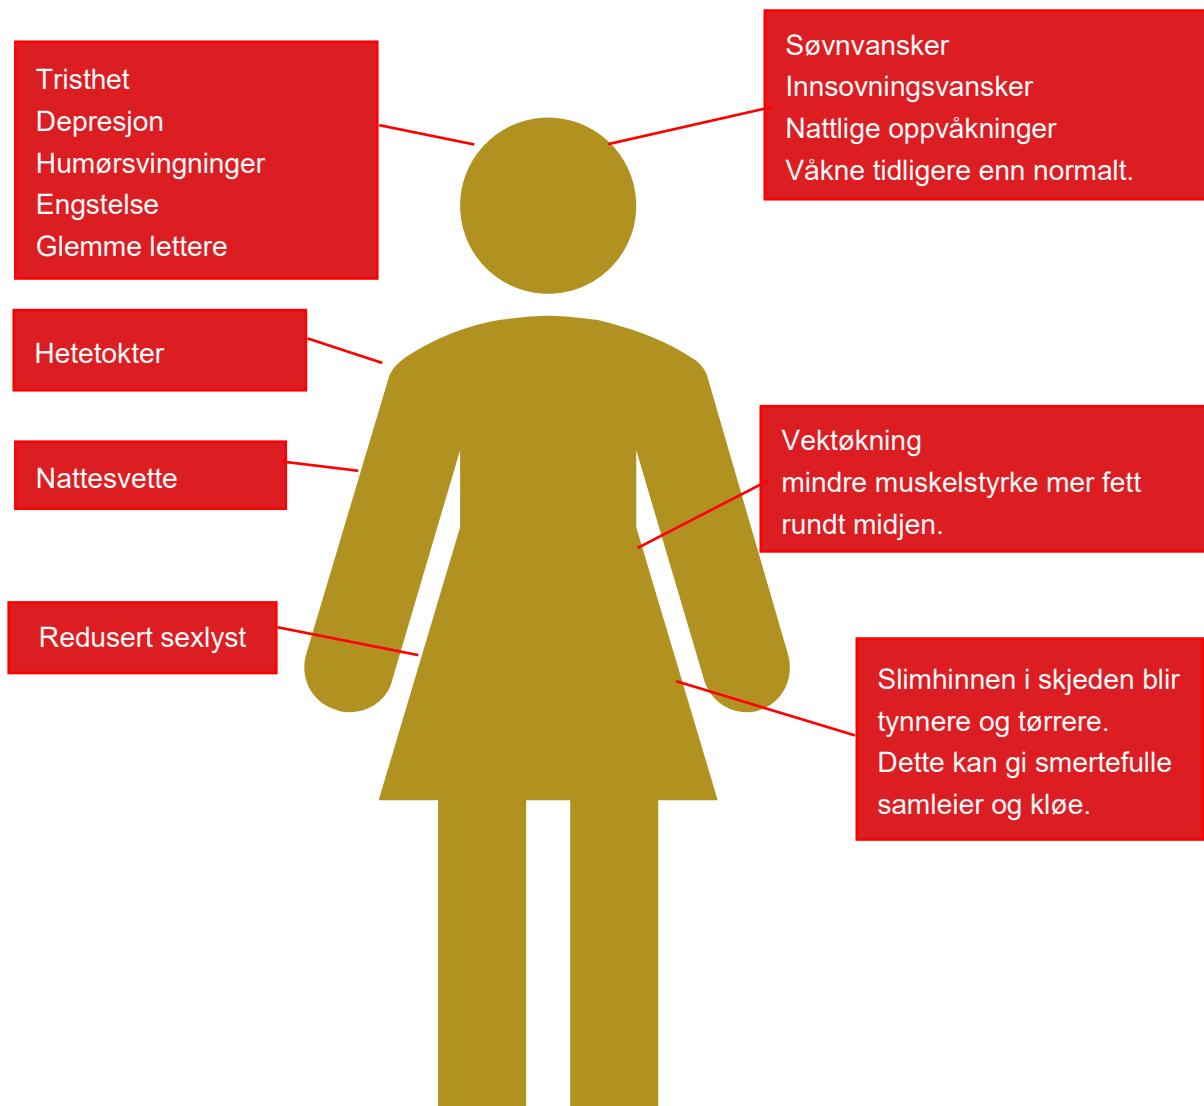 Tristhet
Depresjon
Humørsvingninger
Engstelse
Glemme lettere
Søvnvansker
Innsovningsvansker
Nattlige oppvåkninger
Våkne tidligere enn normalt.
Hetetokter
Nattesvette
Vektøkning
mindre muskelstyrke mer fett
rundt midjen.
Redusert sexlyst
Slimhinnen i skjeden blir
tynnere og tørrere.
Dette kan gi smertefulle
samleier og kløe.